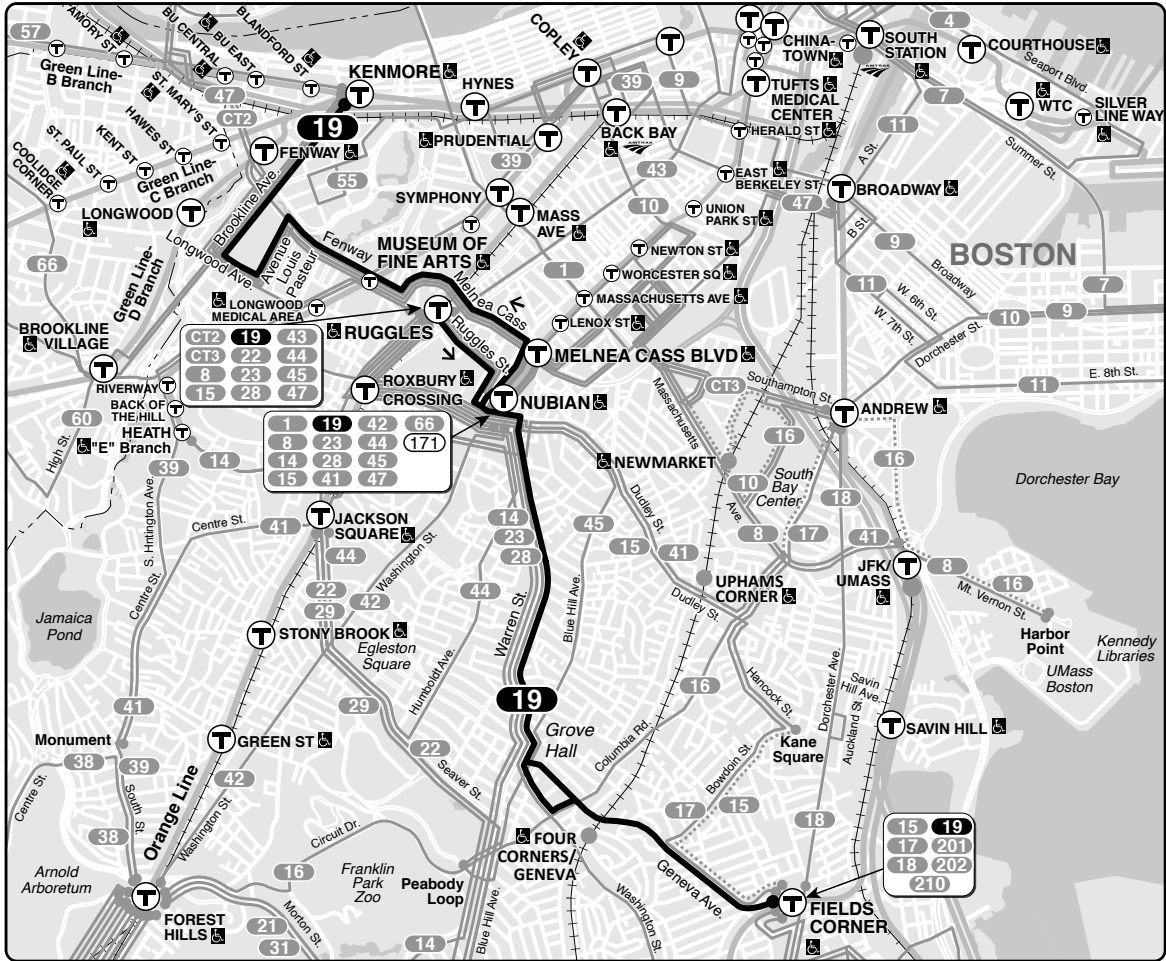 57
AMORY ST
BU CENTRAL
BU EAST
BLANDFORD ST
Green Line-
B Branch
47
CT2
ST. MARY'S ST
HAWES ST
KENT ST
ST. PAUL ST
COOLIDGE
CORNER
Green Line-
C Branch
KENMORE
19
HYNES
COPLEY
39
9
CHINA-
TOWN
SOUTH
STATION
AMTRAK
4
COURTHOUSE
Seaport Blvd.
7
WTC
SILVER
LINE WAY
TUFTS
MEDICAL
CENTER
HERALD ST
11
A St.
Summer St.
FENWAY
55
PRUDENTIAL
39
BACK BAY
AMTRAK
43
EAST
BERKELEY ST
47
BROADWAY
B St.
9
Broadway
BOSTON
LONGWOOD
Brookline Ave.
Longwood Ave.
Avenue
Louis
Pasteur
Fenway
SYMPHONY
MASS
AVE
10
UNION
PARK ST
NEWTON ST
WORCESTER SQ
MASSACHUSETTS AVE
LENOX ST
1
MUSEUM OF
FINE ARTS
Melnea Cass
11
W. 6th St.
W. 7th St.
Dorchester St.
10
9
7
66
Green Line-
D Branch
LONGWOOD
MEDICAL AREA
RUGGLES
Ruggles St.
MELNEA CASS BLVD
BROOKLINE
VILLAGE
CT2 19 43
CT3 22 44
8 23 45
15 28 47
RIVERWAY
BACK OF
THE HILL
HEATH
"E" Branch
60
High St.
39
14
ROXBURY
CROSSING
NUBIAN
1 19 42 66
8 23 44 171
14 28 45
15 41 47
Massachusetts
Ave.
CT3
Southampton St.
E. 8th St.
11
ANDREW
16
16
NEWMARKET
10
South
Bay
Center
18
Dorchester Bay
S. Hntington Ave.
Centre St.
41
JACKSON
SQUARE
44
Washington St.
14
23
28
45
Dudley St.
15
41
8
17
41
JFK/
UMASS
8
16
Mt. Vernon St.
Harbor
Point
Kennedy
Libraries
UMass
Boston
Jamaica
Pond
Centre St.
22
29
42
44
UPHAMS
CORNER
Dudley St.
STONY BROOK
Egleston
Square
Humboldt Ave.
Warren St.
Blue Hill Ave.
19
16
Hancock St.
Dorchester Ave.
Savin
Hill Ave.
Auckland St.
SAVIN HILL
41
29
Monument
38
39
GREEN ST
42
22
Seaver St.
Grove
Hall
Columbia Rd.
Kane
Square
Bowdoin St.
17
15
18
Centre St.
South St.
38
Orange Line
Washington St.
Circuit Dr.
16
Arnold
Arboretum
Franklin
Park
Zoo
Peabody
Loop
FOUR
CORNERS/
GENEVA
Geneva Ave.
15 19
17 201
18 202
210
FIELDS
CORNER
FOREST
HILLS
Morton St.
21
31
14
Blue Hill Ave.
Washington St.